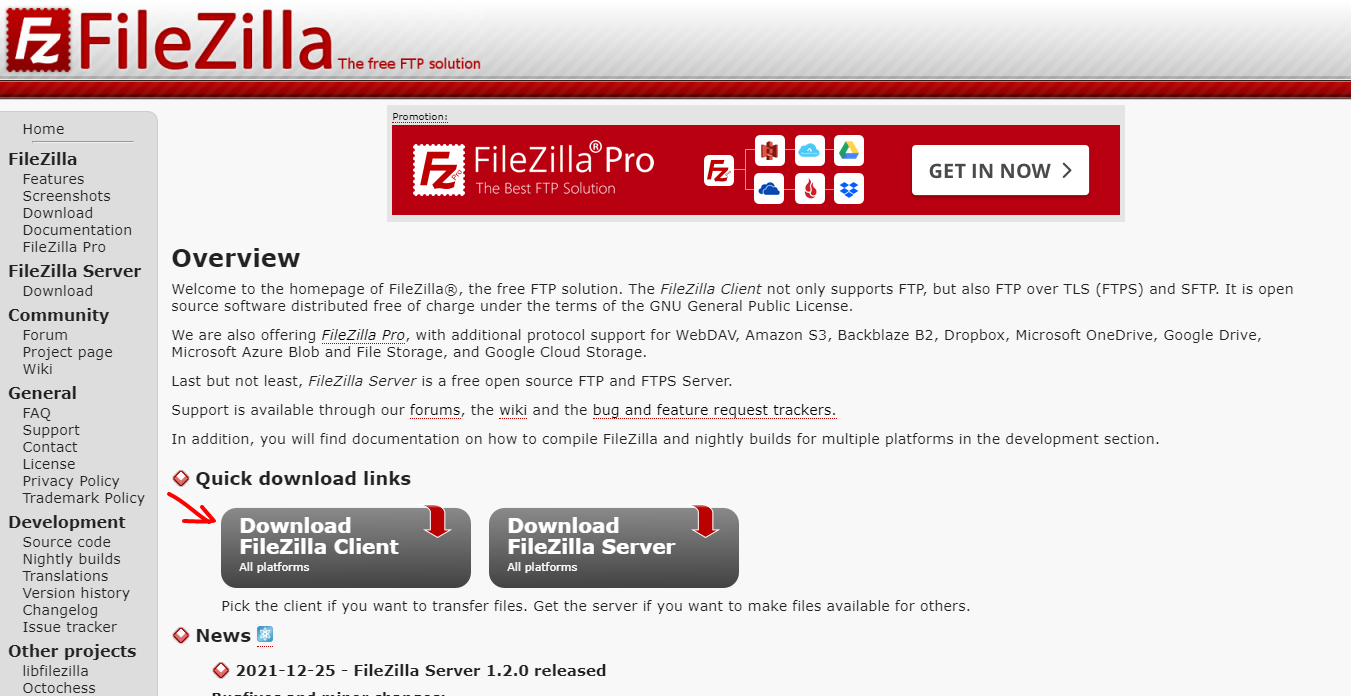 FileZilla The free FTP solution
Home
FileZilla
Features
Screenshots
Download
Documentation
FileZilla Pro
FileZilla Server
Download
Community
Forum
Project page
Wiki
General
FAQ
Support
Contact
License
Privacy Policy
Trademark Policy
Development
Source code
Nightly builds
Translations
Version history
Changelog
Issue tracker
Other projects
libfilezilla
Octochess
Promotion:
FileZilla® Pro
The Best FTP Solution
GET IN NOW
Overview
Welcome to the homepage of FileZilla®, the free FTP solution. The FileZilla Client not only supports FTP, but also FTP over TLS (FTPS) and SFTP. It is open
source software distributed free of charge under the terms of the GNU General Public License.
We are also offering FileZilla Pro, with additional protocol support for WebDAV, Amazon S3, Backblaze B2, Dropbox, Microsoft OneDrive, Google Drive,
Microsoft Azure Blob and File Storage, and Google Cloud Storage.
Last but not least, FileZilla Server is a free open source FTP and FTPS Server.
Support is available through our forums, the wiki and the bug and feature request trackers.
In addition, you will find documentation on how to compile FileZilla and nightly builds for multiple platforms in the development section.
Quick download links
Download
FileZilla Client
All platforms
Download
FileZilla Server
All platforms
Pick the client if you want to transfer files. Get the server if you want to make files available for others.
News
2021-12-25 - FileZilla Server 1.2.0 released
Bugfixes and minor changes: